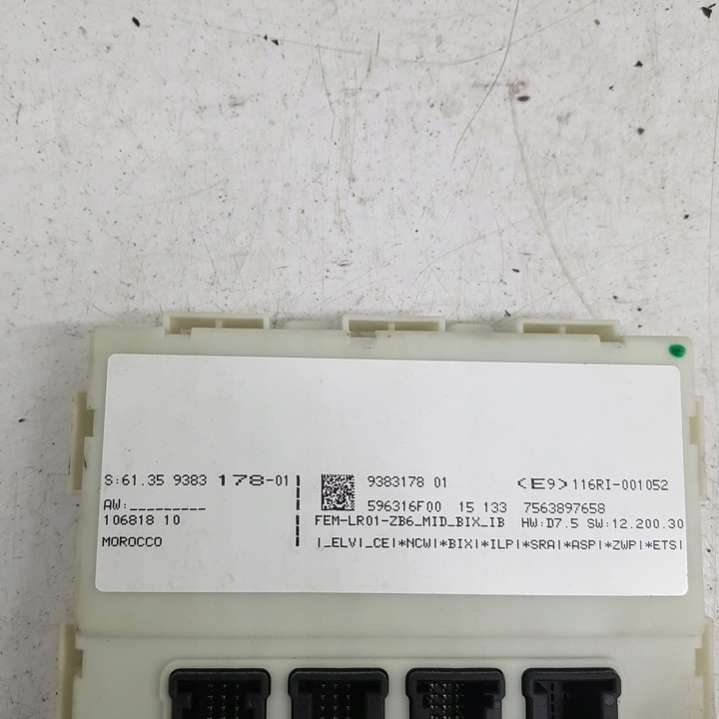 S:61.35 9383 178-01
AW:_________
106818 10
MOROCCO
9383178 01
<E9>116RI-001052
596316F00 15 133 7563897658
FEM-LR01-ZB6_MID_BIX_IB HW:D7.5 SW:12.200.30
|_ELV|_CE|*NCW|*BIX|*ILP|*SRA|*ASP|*ZWP|*ETS|